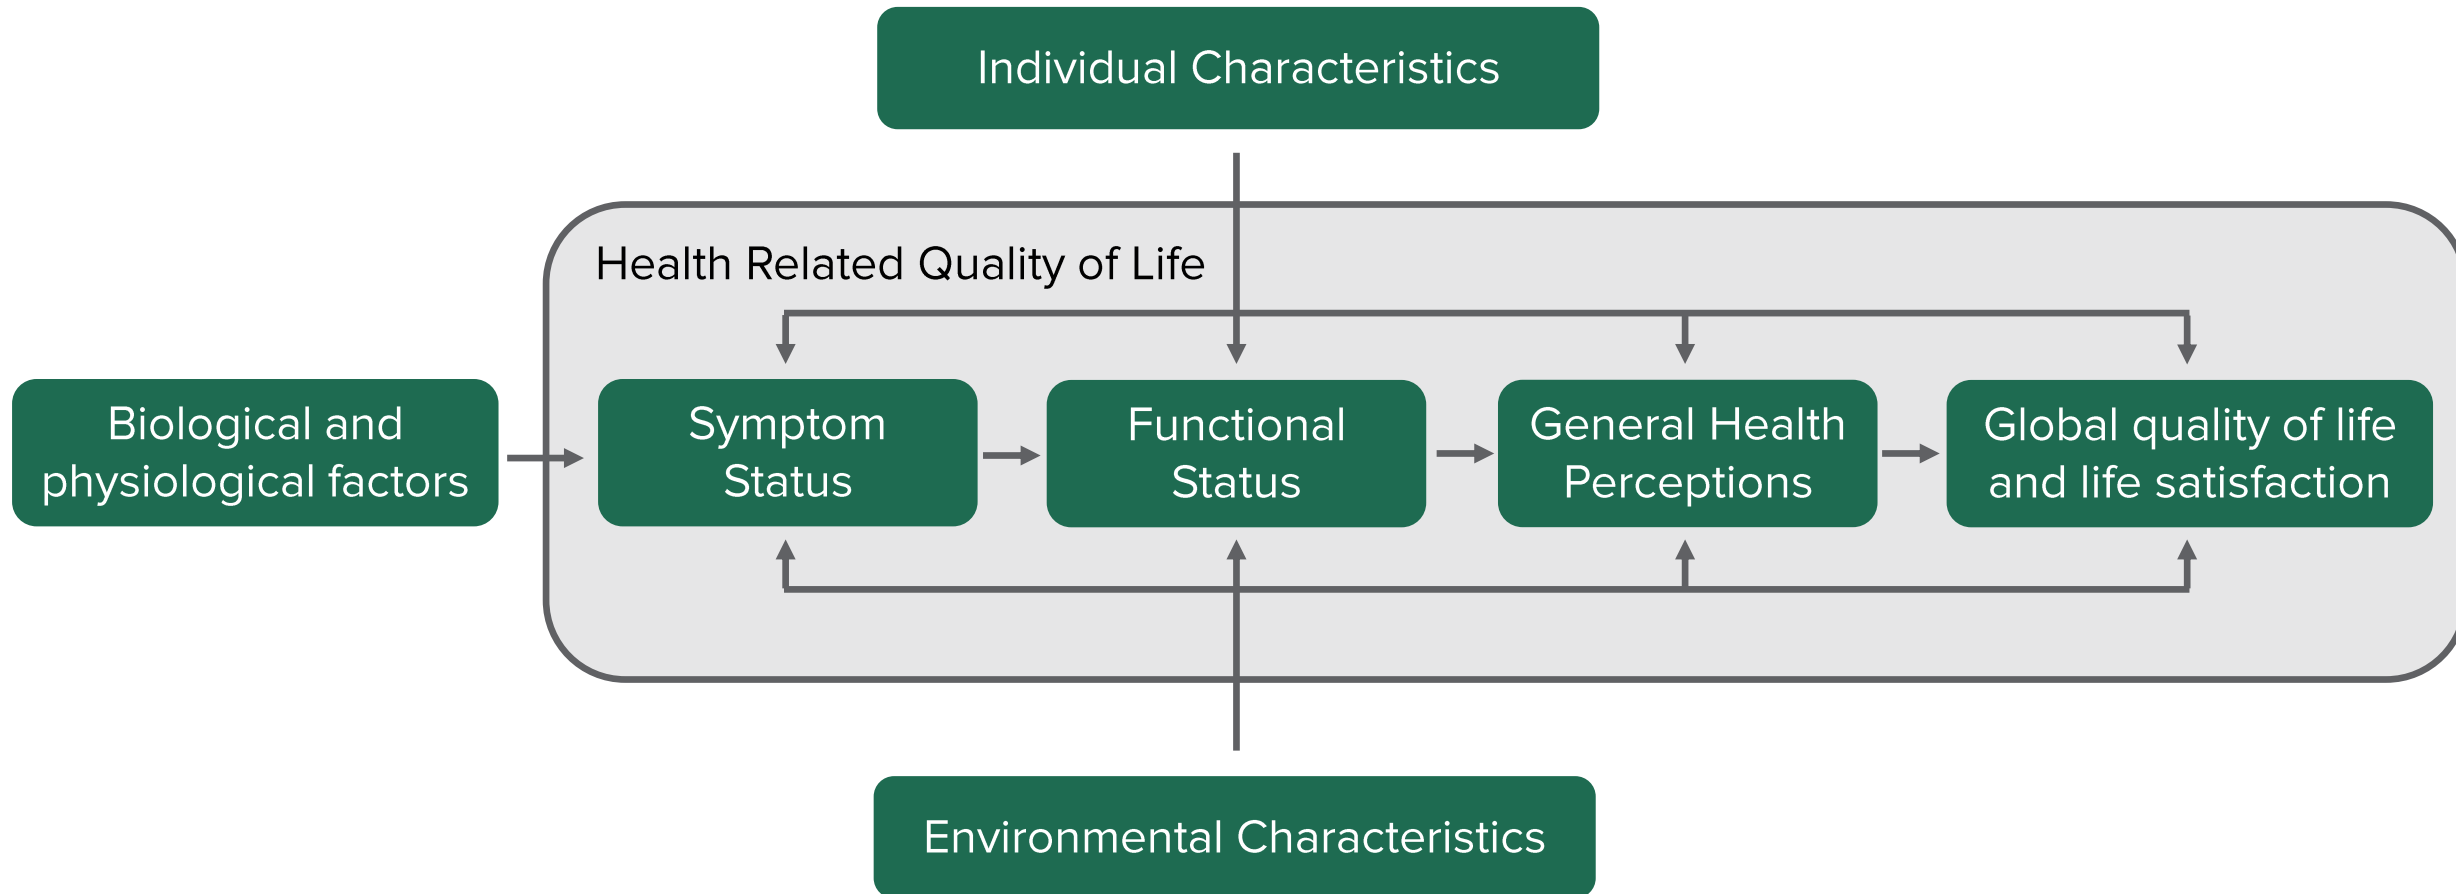 Individual Characteristics
Health Related Quality of Life
Biological and
physiological factors
Symptom
Status
Functional
Status
General Health
Perceptions
Global quality of life
and life satisfaction
Environmental Characteristics